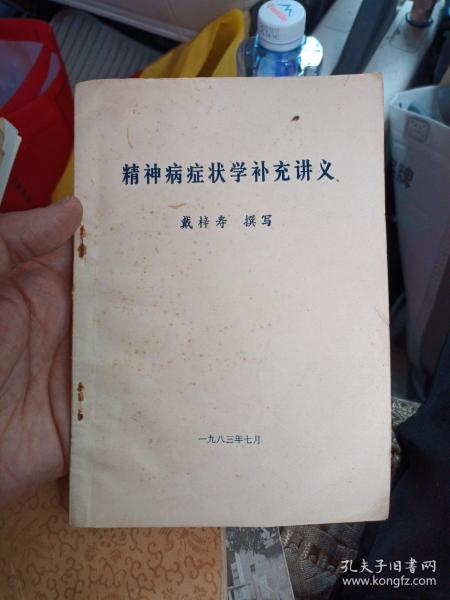 精神病症状学补充讲义
戴梓寿 撰写
一九八三年七月
孔夫子旧书网
www.kongfz.com